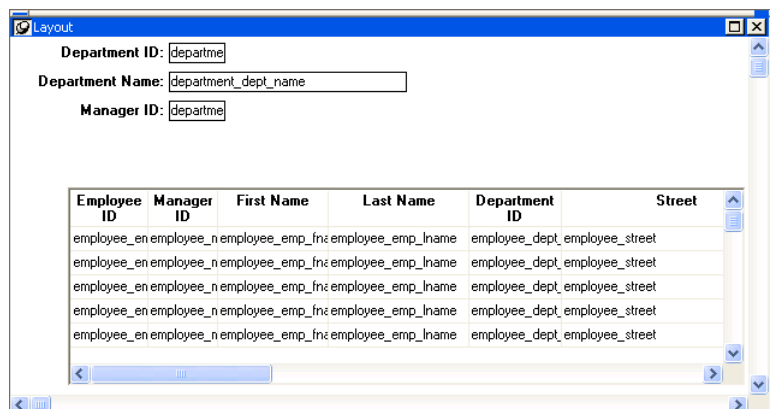 Layout
Department ID: departme
Department Name: department_dept_name
Manager ID: departme
Employee ID Manager ID First Name Last Name Department ID Street
employee_en employee_n employee_emp_fna employee_emp_lname employee_dept_ employee_street
employee_en employee_n employee_emp_fna employee_emp_lname employee_dept_ employee_street
employee_en employee_n employee_emp_fna employee_emp_lname employee_dept_ employee_street
employee_en employee_n employee_emp_fna employee_emp_lname employee_dept_ employee_street
employee_en employee_n employee_emp_fna employee_emp_lname employee_dept_ employee_street